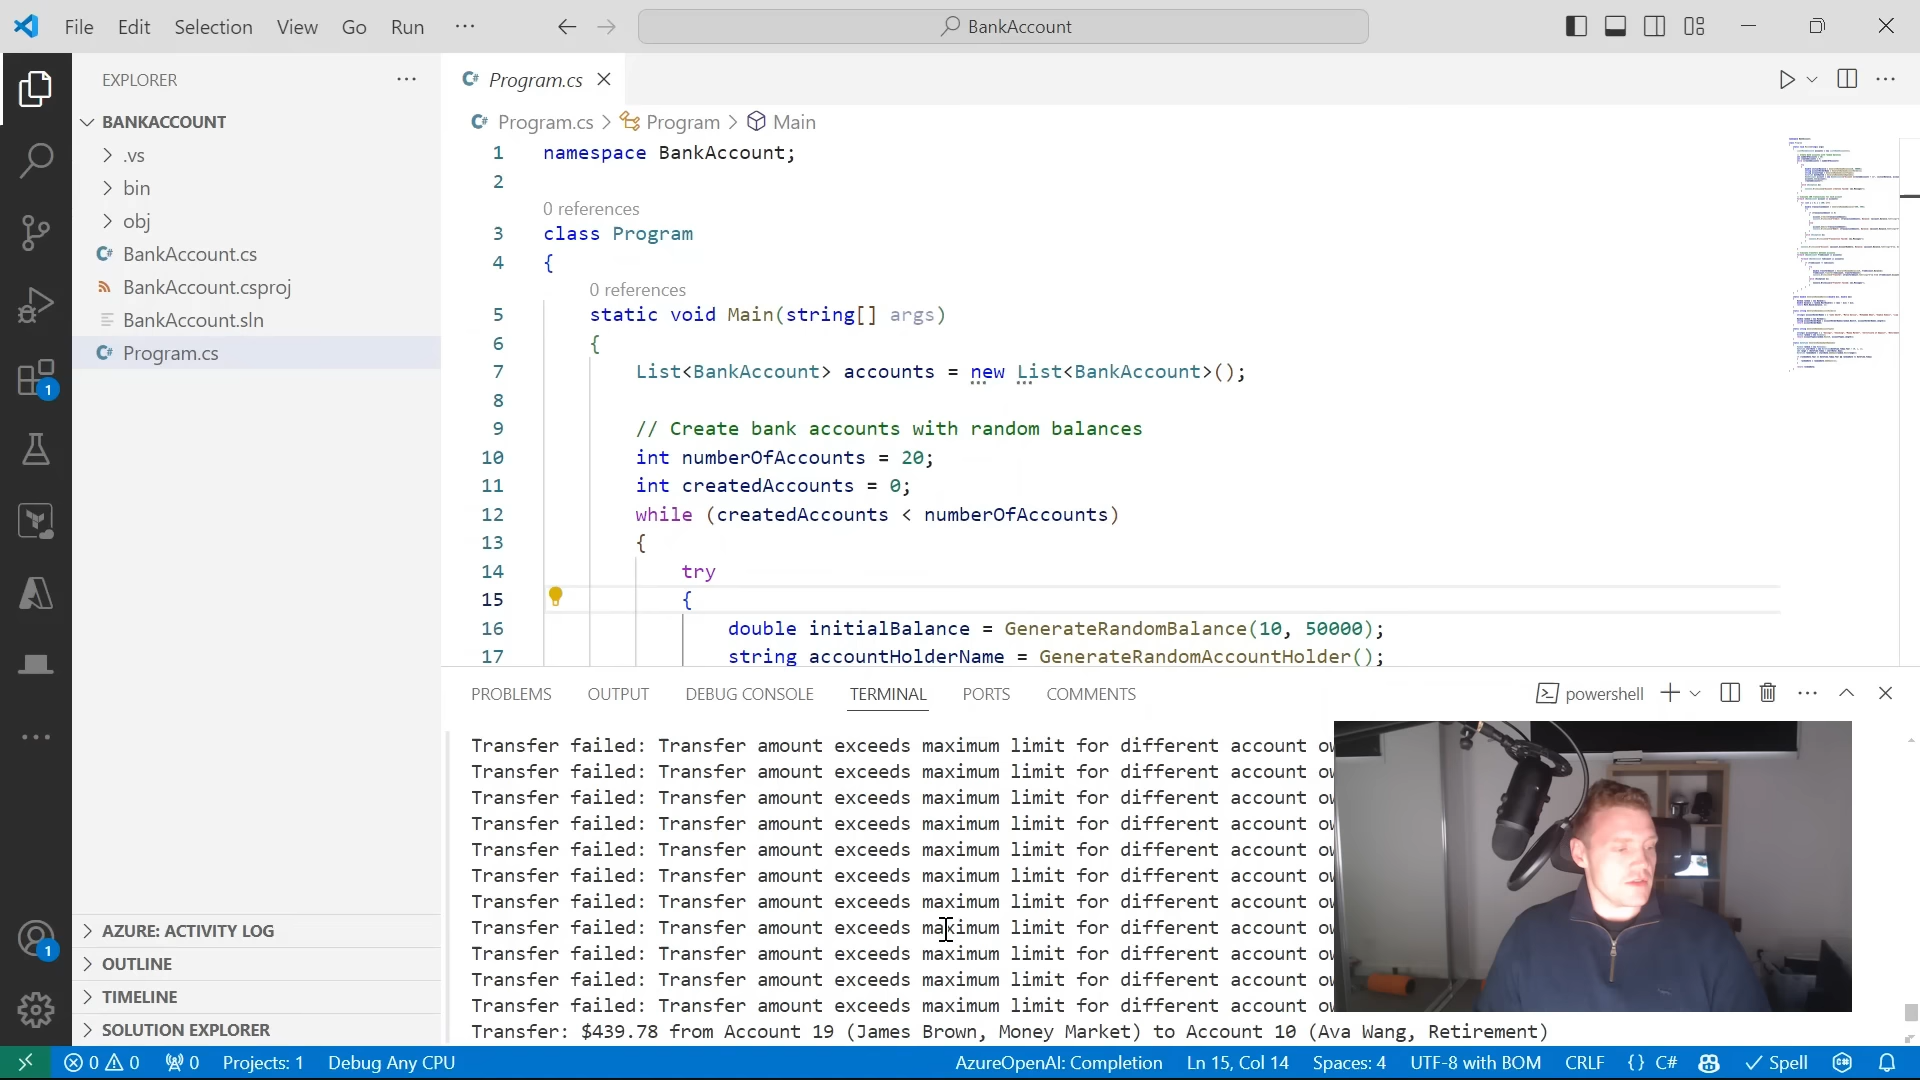 File Edit Selection View Go Run ··· BankAccount
EXPLORER
BANKACCOUNT
.vs
bin
obj
BankAccount.cs
BankAccount.csproj
BankAccount.sln
Program.cs
AZURE: ACTIVITY LOG
OUTLINE
TIMELINE
SOLUTION EXPLORER
1
1
Program.cs
Program.cs > Program > Main
1 namespace BankAccount;
2
0 references
3 class Program
4 {
0 references
5 static void Main(string[] args)
6 {
7 List<BankAccount> accounts = new List<BankAccount>();
8
9 // Create bank accounts with random balances
10 int numberOfAccounts = 20;
11 int createdAccounts = 0;
12 while (createdAccounts < numberOfAccounts)
13 {
14 try
15 {
16 double initialBalance = GenerateRandomBalance(10, 50000);
17 string accountHolderName = GenerateRandomAccountHolder();
PROBLEMS OUTPUT DEBUG CONSOLE TERMINAL PORTS COMMENTS powershell
Transfer failed: Transfer amount exceeds maximum limit for different account
Transfer failed: Transfer amount exceeds maximum limit for different account
Transfer failed: Transfer amount exceeds maximum limit for different account
Transfer failed: Transfer amount exceeds maximum limit for different account
Transfer failed: Transfer amount exceeds maximum limit for different account
Transfer failed: Transfer amount exceeds maximum limit for different account
Transfer failed: Transfer amount exceeds maximum limit for different account
Transfer failed: Transfer amount exceeds maximum limit for different account
Transfer failed: Transfer amount exceeds maximum limit for different account
Transfer failed: Transfer amount exceeds maximum limit for different account
Transfer failed: Transfer amount exceeds maximum limit for different account
Transfer: $439.78 from Account 19 (James Brown, Money Market) to Account 10 (Ava Wang, Retirement)
0 0 0 Projects: 1 Debug Any CPU AzureOpenAI: Completion Ln 15, Col 14 Spaces: 4 UTF-8 with BOM CRLF {} C# Spell